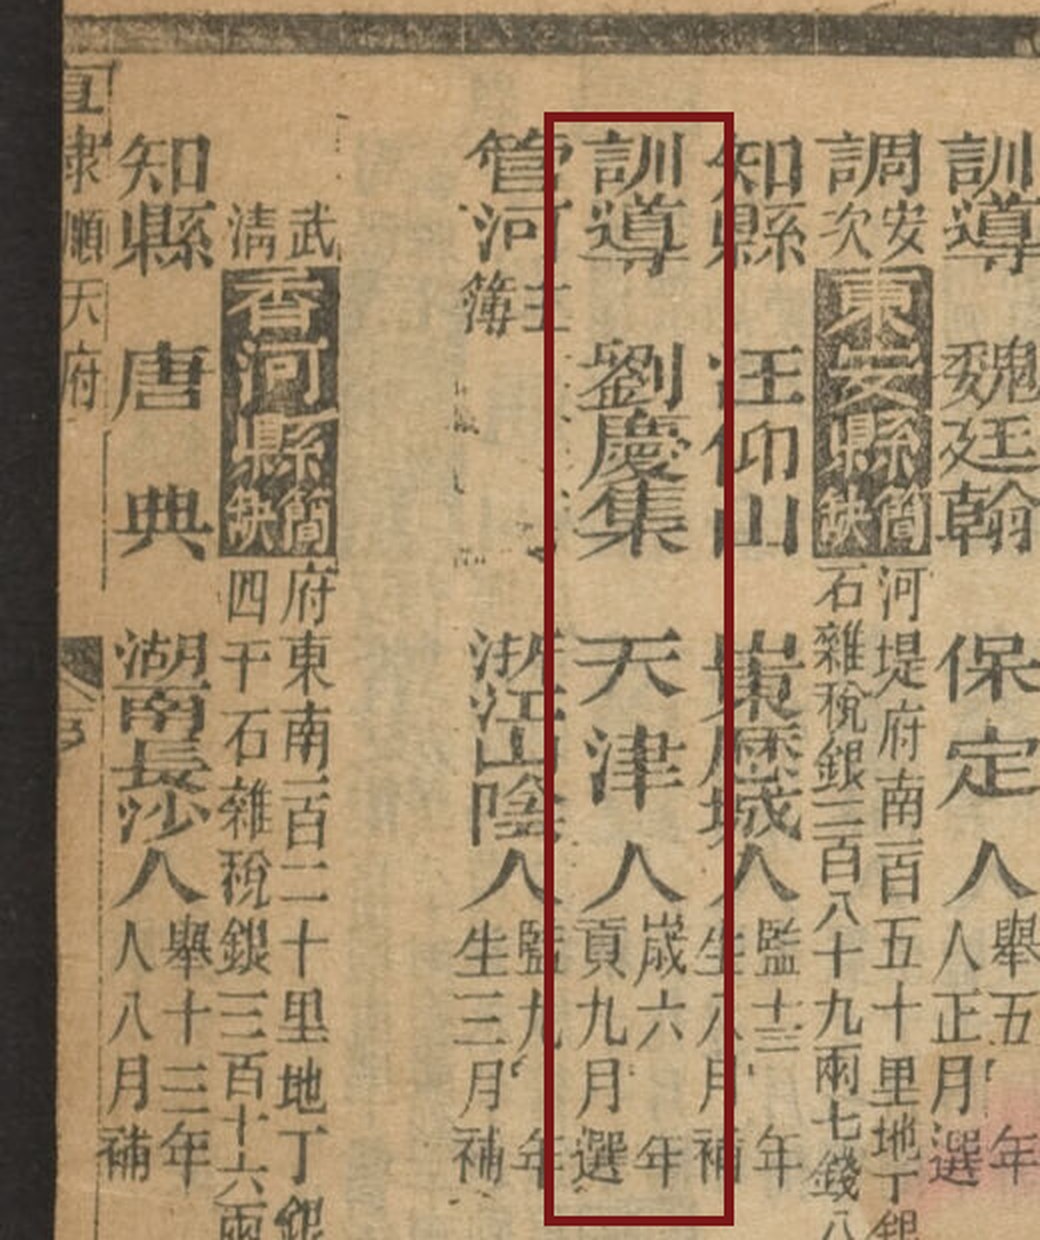 訓導 魏廷翰 保定人舉五年
人正月選
調安
次
東安縣簡
缺
河堤府南一百五十里地丁銀
石雜稅銀三百八十九兩七錢八
知縣 汪仰山 歷城人監十三年
生八月補
訓導 劉慶集 天津人歲六年
貢九月選
管河主
簿
浙江山陰人監九年
生三月補
武
清
香河縣簡
缺
府東南一百二十里地丁銀
四千石雜稅銀三百十六兩
知縣 唐典 湖南長沙人舉十三年
人八月補
直隸順天府